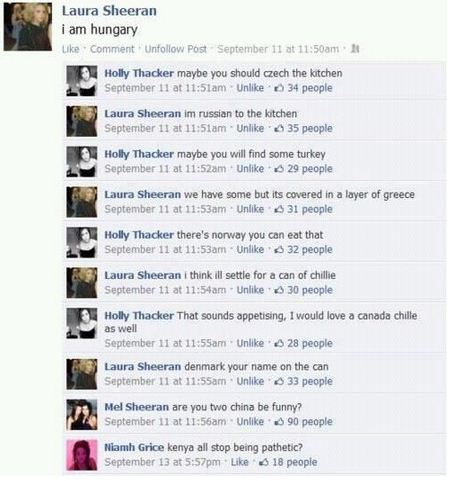 Laura Sheeran
i am hungary
Like · Comment · Unfollow Post · September 11 at 11:50am ·
Holly Thacker maybe you should czech the kitchen
September 11 at 11:51am · Unlike · 34 people
Laura Sheeran im russian to the kitchen
September 11 at 11:51am · Unlike · 35 people
Holly Thacker maybe you will find some turkey
September 11 at 11:52am · Unlike · 29 people
Laura Sheeran we have some but its covered in a layer of greece
September 11 at 11:53am · Unlike · 31 people
Holly Thacker there's norway you can eat that
September 11 at 11:53am · Unlike · 32 people
Laura Sheeran i think ill settle for a can of chillie
September 11 at 11:54am · Unlike · 30 people
Holly Thacker That sounds appetising, I would love a canada chille
as well
September 11 at 11:55am · Unlike · 28 people
Laura Sheeran denmark your name on the can
September 11 at 11:55am · Unlike · 33 people
Mel Sheeran are you two china be funny?
September 11 at 11:56am · Unlike · 90 people
Niamh Grice kenya all stop being pathetic?
September 13 at 5:57pm · Like · 18 people